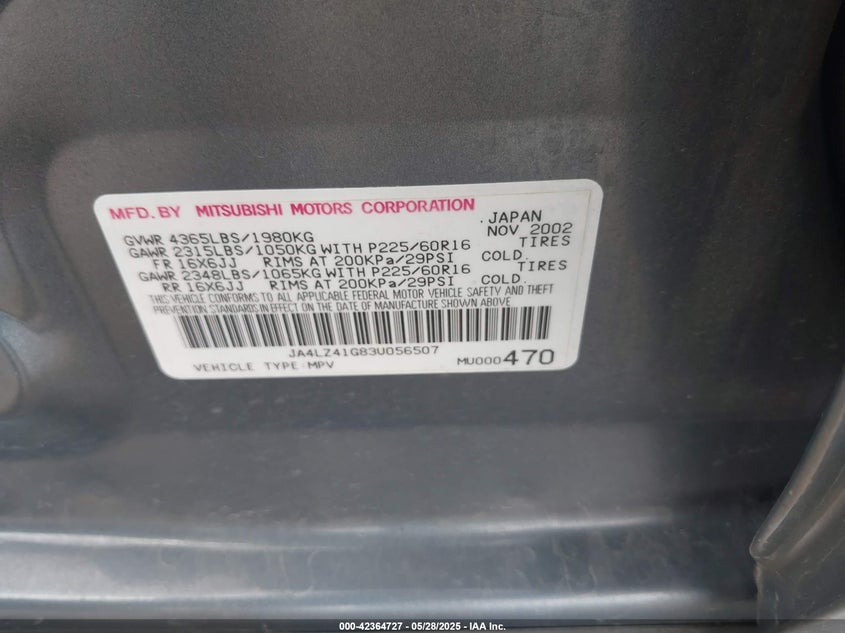 MFD. BY MITSUBISHI MOTORS CORPORATION
. JAPAN
GVWR 4365LBS/1980KG NOV 2002
GAWR 2315LBS/1050KG WITH P225/60R16 TIRES
FR 16X6JJ RIMS AT 200KPa/29PSI COLD.
GAWR 2348LBS/1065KG WITH P225/60R16 TIRES
RR 16X6JJ RIMS AT 200KPa/29PSI COLD.
THIS VEHICLE CONFORMS TO ALL APPLICABLE FEDERAL MOTOR VEHICLE SAFETY AND THEFT
PREVENTION STANDARDS IN EFFECT ON THE DATE OF MANUFACTURE SHOWN ABOVE.
JA4LZ41G83U056507
VEHICLE TYPE:MPV MU000470
000-42364727 - 05/28/2025 - IAA Inc.